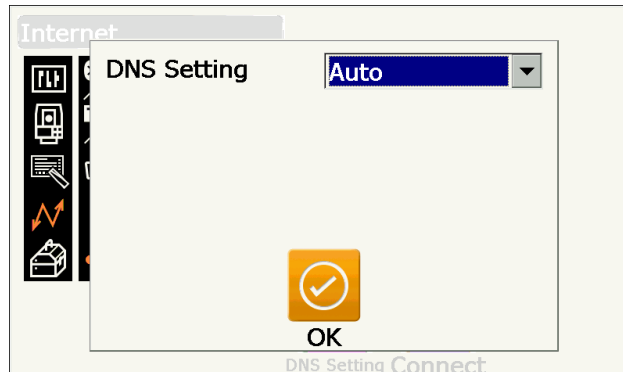 Internet
DNS Setting Auto
OK
DNS Setting Connect